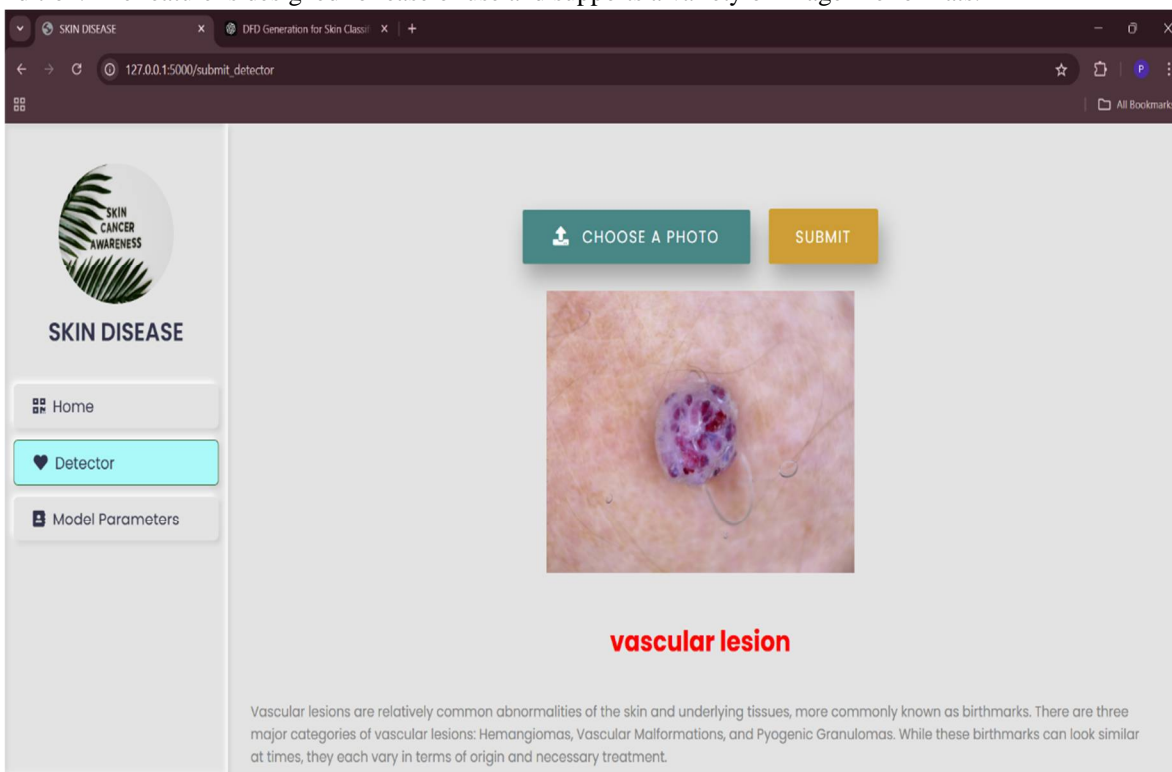 SKIN DISEASE
DFD Generation for Skin Classifi
127.0.0.1:5000/submit_detector
P
All Bookmarks
SKIN
CANCER
AWARENESS
SKIN DISEASE
Home
Detector
Model Parameters
CHOOSE A PHOTO
SUBMIT
vascular lesion
Vascular lesions are relatively common abnormalities of the skin and underlying tissues, more commonly known as birthmarks. There are three
major categories of vascular lesions: Hemangiomas, Vascular Malformations, and Pyogenic Granulomas. While these birthmarks can look similar
at times, they each vary in terms of origin and necessary treatment.